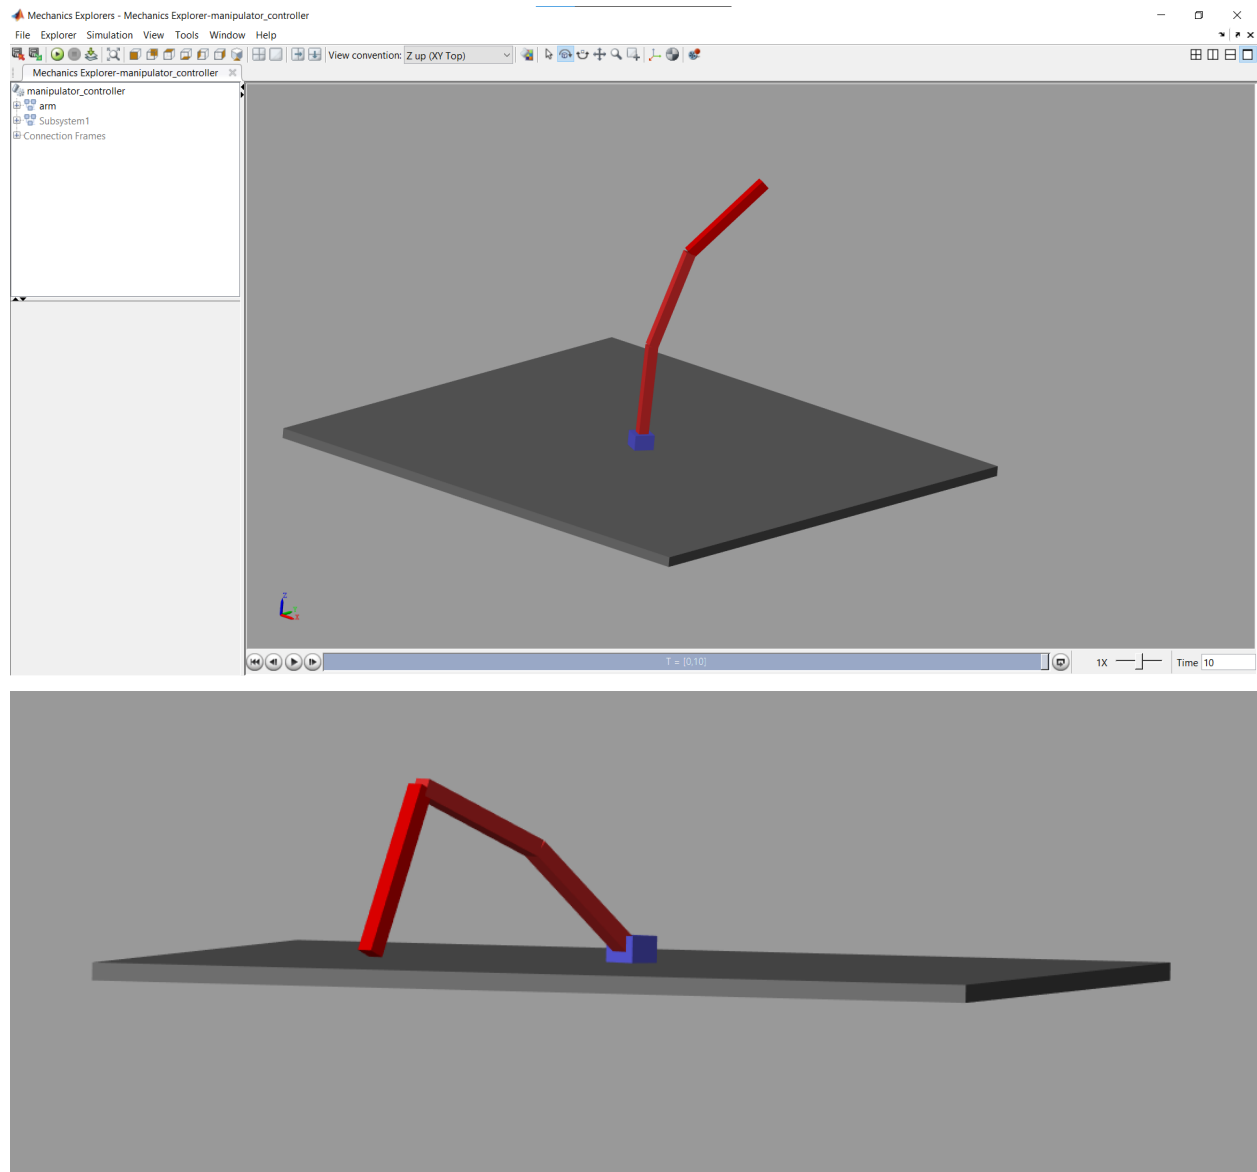 Mechanics Explorers - Mechanics Explorer-manipulator_controller
File Explorer Simulation View Tools Window Help
View convention: Z up (XY Top)
Mechanics Explorer-manipulator_controller
manipulator_controller
arm
Subsystem1
Connection Frames
Z
Y
X
T = [0,10]
1X
Time 10